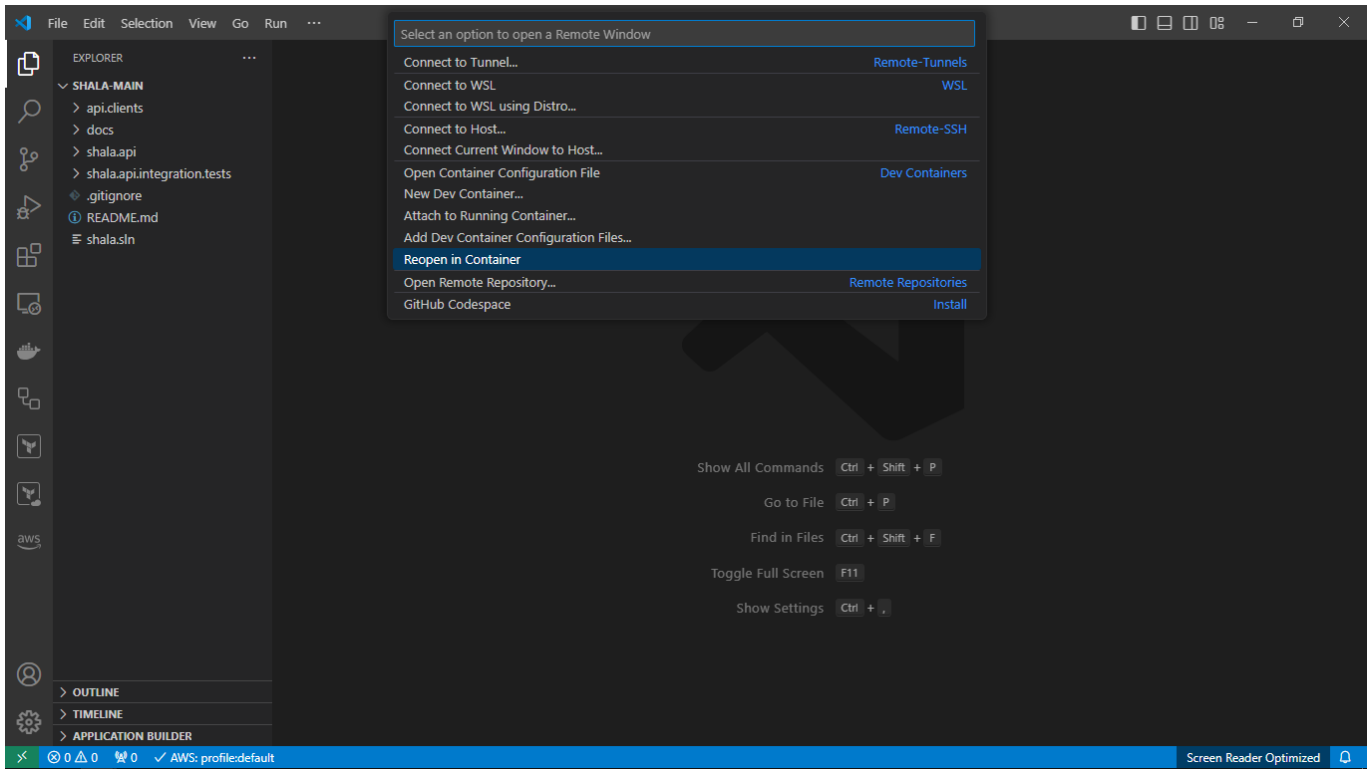 File Edit Selection View Go Run ···
Select an option to open a Remote Window
Connect to Tunnel... Remote-Tunnels
Connect to WSL WSL
Connect to WSL using Distro...
Connect to Host... Remote-SSH
Connect Current Window to Host...
Open Container Configuration File Dev Containers
New Dev Container...
Attach to Running Container...
Add Dev Container Configuration Files...
Reopen in Container
Open Remote Repository... Remote Repositories
GitHub Codespace Install
EXPLORER ···
SHALA-MAIN
api.clients
docs
shala.api
shala.api.integration.tests
.gitignore
README.md
shala.sln
aws
Show All Commands Ctrl + Shift + P
Go to File Ctrl + P
Find in Files Ctrl + Shift + F
Toggle Full Screen F11
Show Settings Ctrl + ,
OUTLINE
TIMELINE
APPLICATION BUILDER
0 0 0 AWS: profile:default Screen Reader Optimized